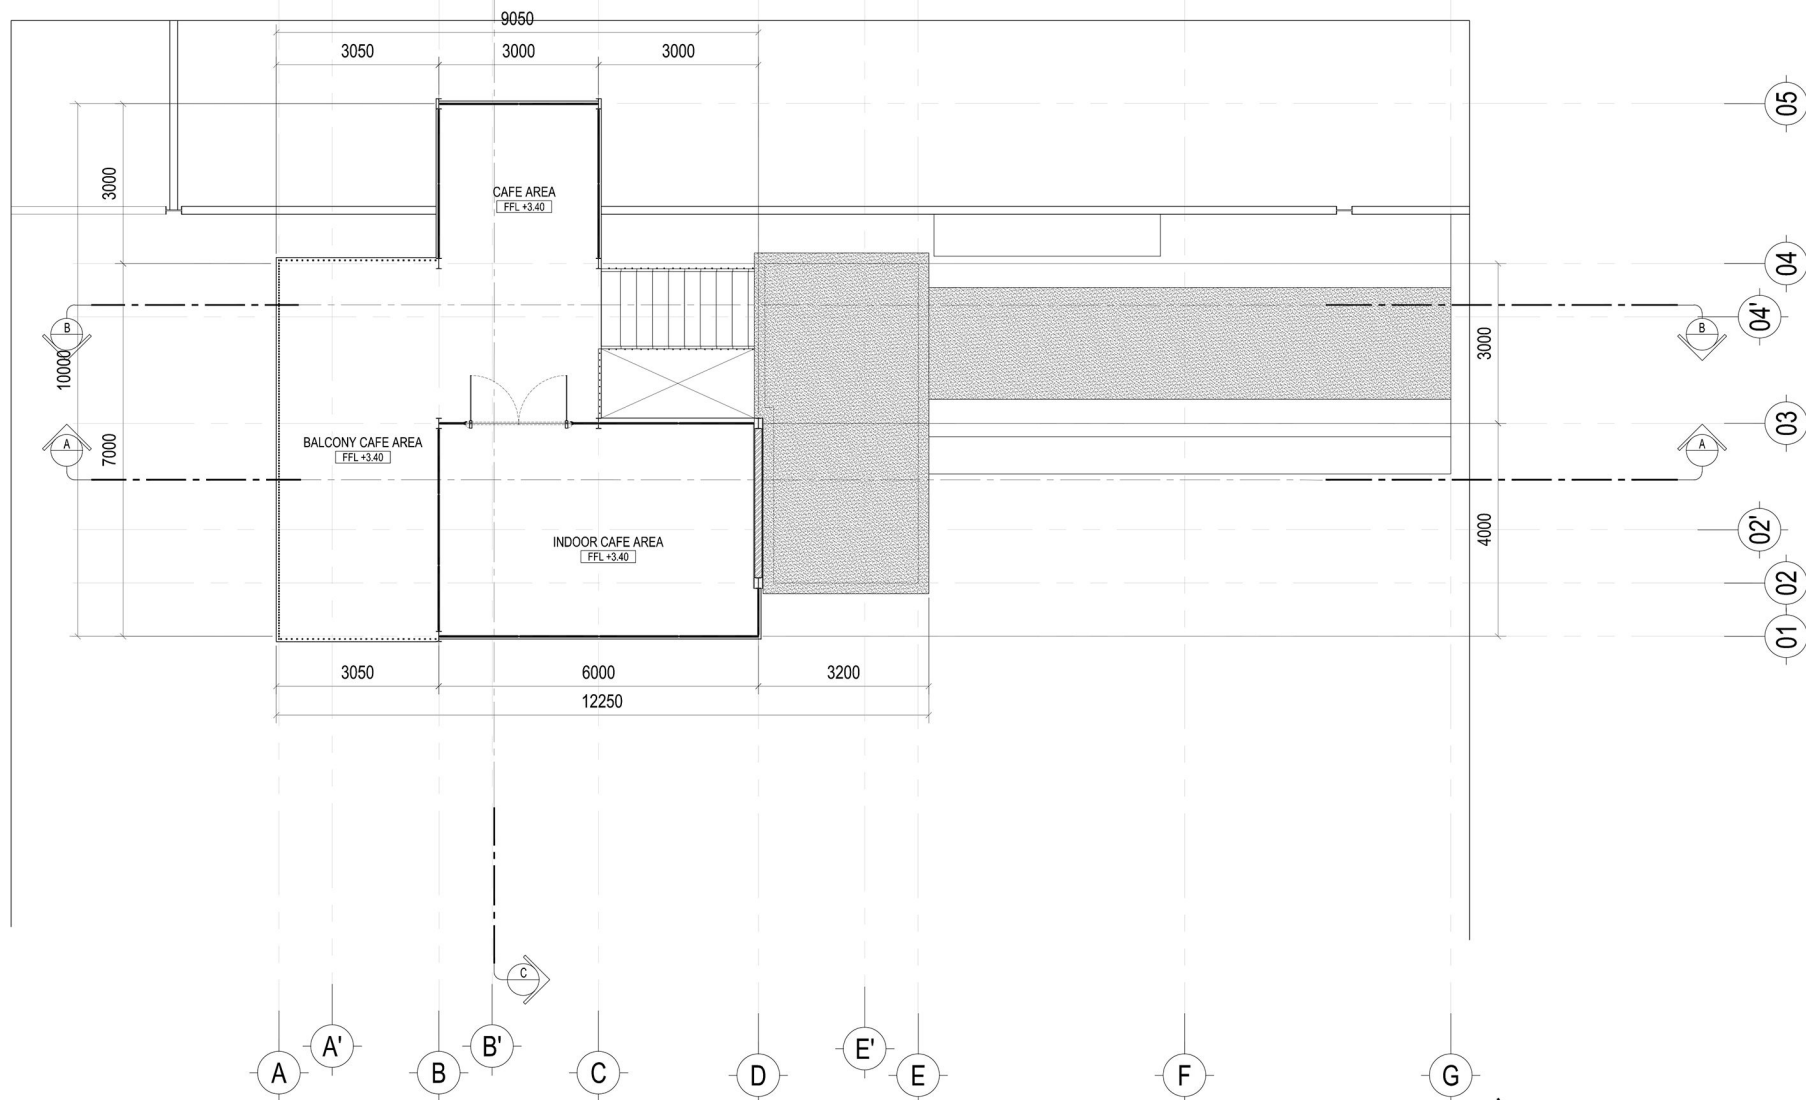 9050
3050
3000
3000
05
3000
CAFE AREA
FFL +3.40
04
B
10000
B
04'
3000
A
7000
BALCONY CAFE AREA
FFL +3.40
A
03
4000
INDOOR CAFE AREA
FFL +3.40
02'
02
01
3050
6000
3200
12250
C
A
A'
B
B'
C
D
E'
E
F
G